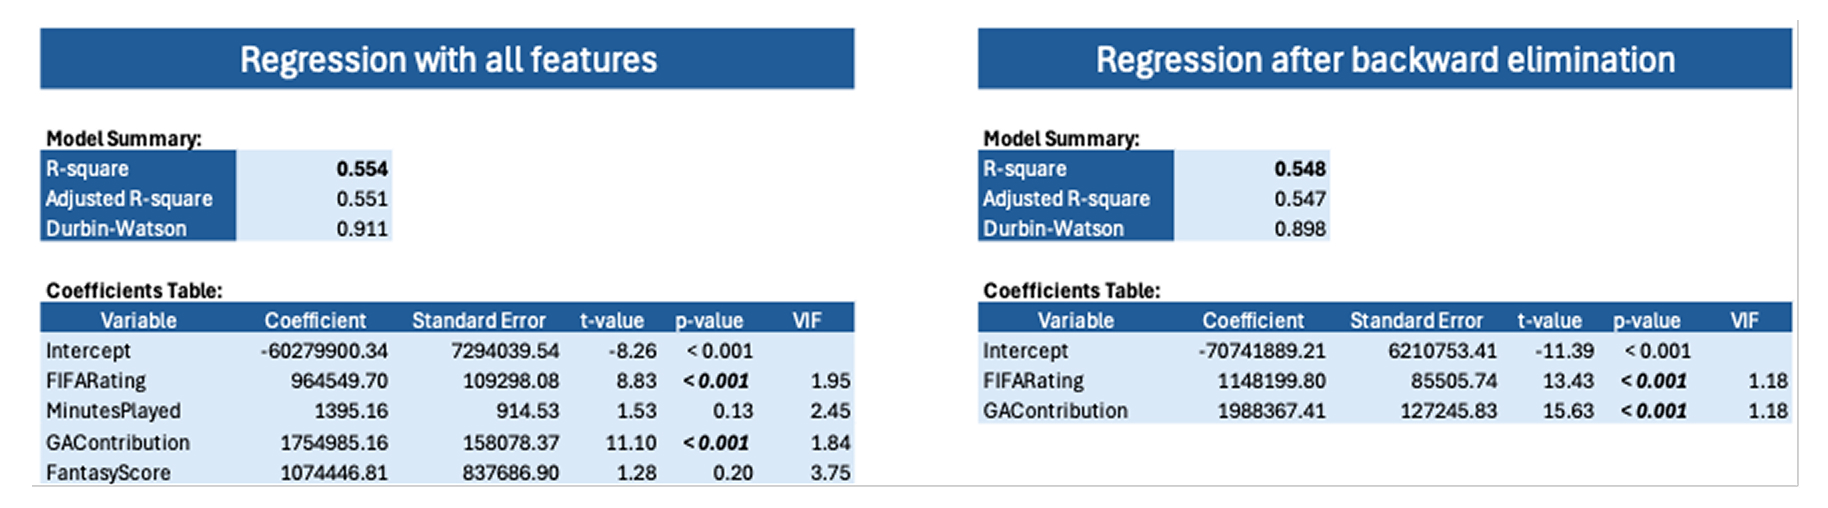 Regression with all features
Model Summary:
R-square 0.554
Adjusted R-square 0.551
Durbin-Watson 0.911
Coefficients Table:
Variable Coefficient Standard Error t-value p-value VIF
Intercept -60279900.34 7294039.54 -8.26 < 0.001
FIFARating 964549.70 109298.08 8.83 < 0.001 1.95
MinutesPlayed 1395.16 914.53 1.53 0.13 2.45
GAContribution 1754985.16 158078.37 11.10 < 0.001 1.84
FantasyScore 1074446.81 837686.90 1.28 0.20 3.75
Regression after backward elimination
Model Summary:
R-square 0.548
Adjusted R-square 0.547
Durbin-Watson 0.898
Coefficients Table:
Variable Coefficient Standard Error t-value p-value VIF
Intercept -70741889.21 6210753.41 -11.39 < 0.001
FIFARating 1148199.80 85505.74 13.43 < 0.001 1.18
GAContribution 1988367.41 127245.83 15.63 < 0.001 1.18